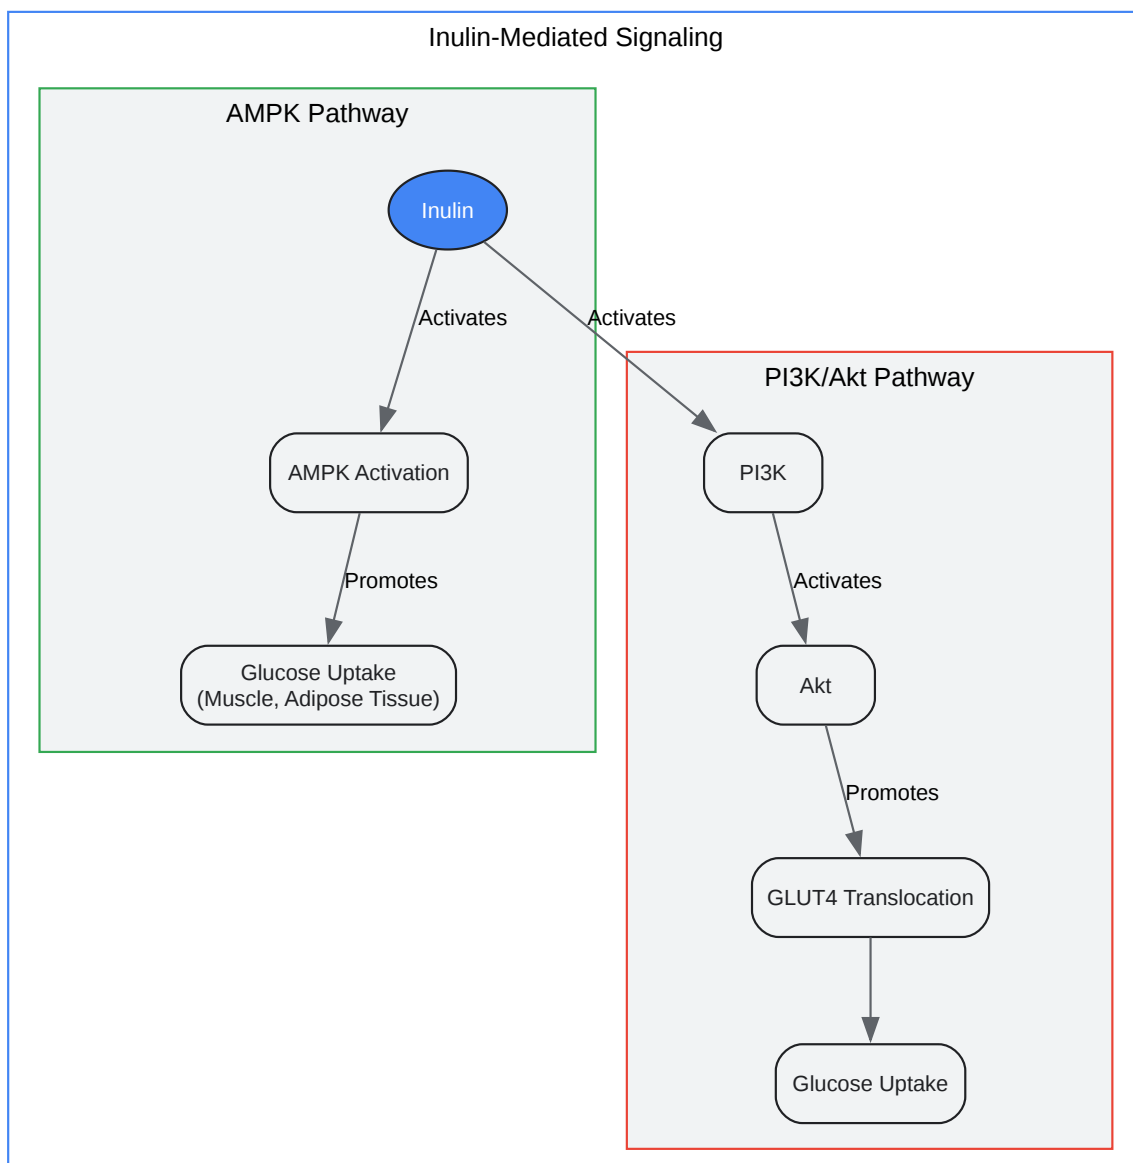 Inulin-Mediated Signaling
AMPK Pathway
Inulin
Activates
Activates
PI3K/Akt Pathway
AMPK Activation
PI3K
Promotes
Activates
Glucose Uptake
(Muscle, Adipose Tissue)
Akt
Promotes
GLUT4 Translocation
Glucose Uptake